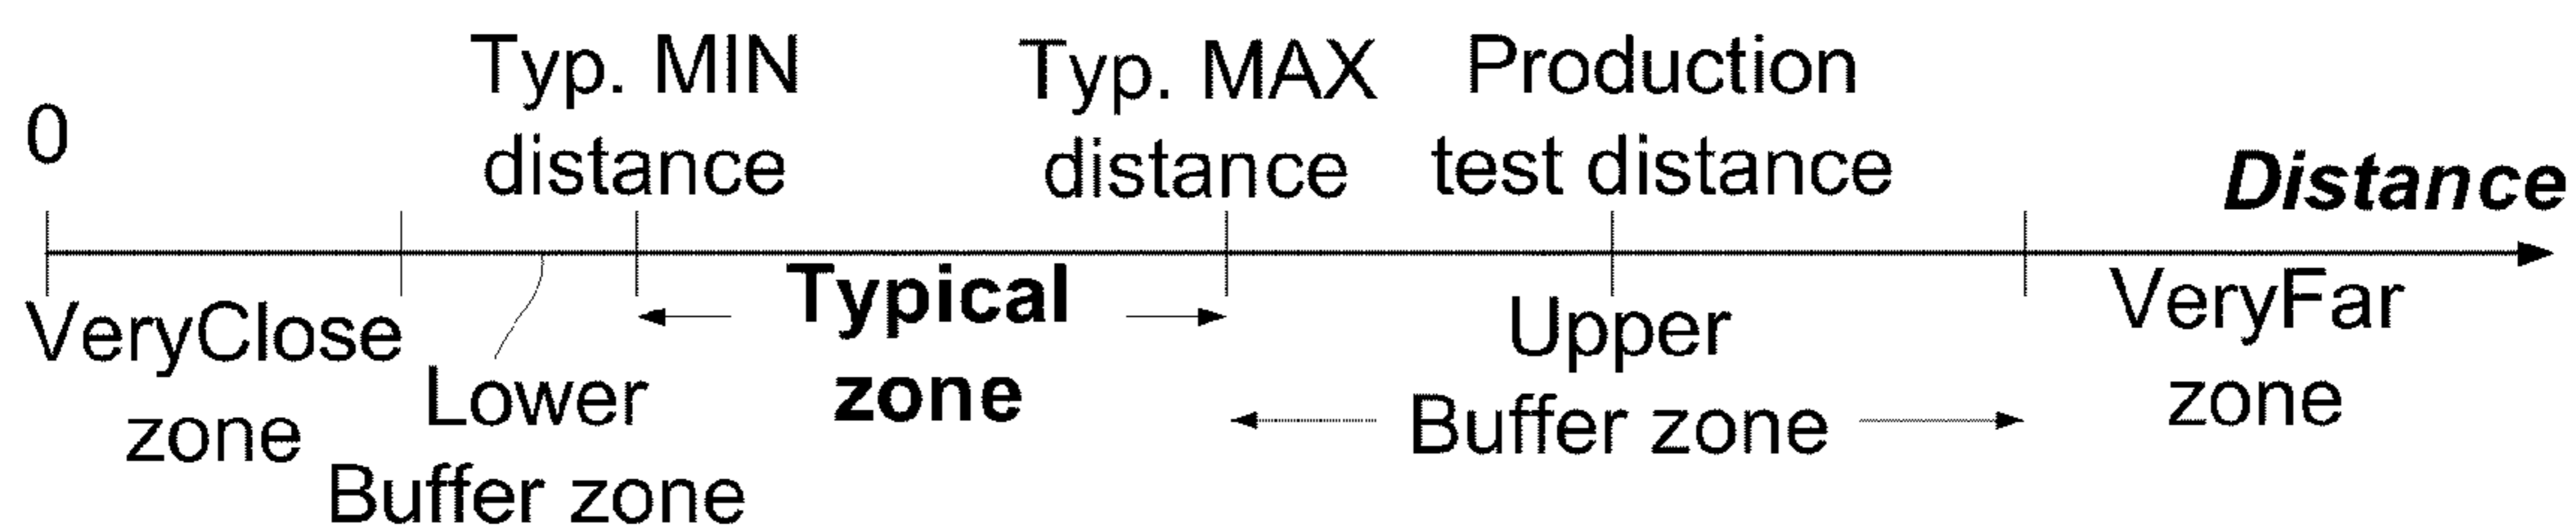 0
Typ. MIN
distance
Typ. MAX
distance
Production
test distance
Distance
VeryClose
zone
Lower
Buffer zone
Typical
zone
Upper
Buffer zone
VeryFar
zone